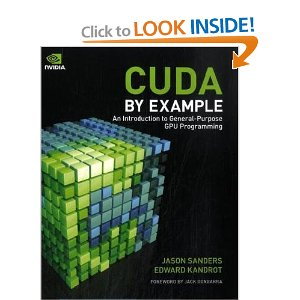 Click to LOOK INSIDE!
NVIDIA
CUDA
BY EXAMPLE
An Introduction to General-Purpose
GPU Programming
JASON SANDERS
EDWARD KANDROT
FOREWORD BY JACK DONGARRA